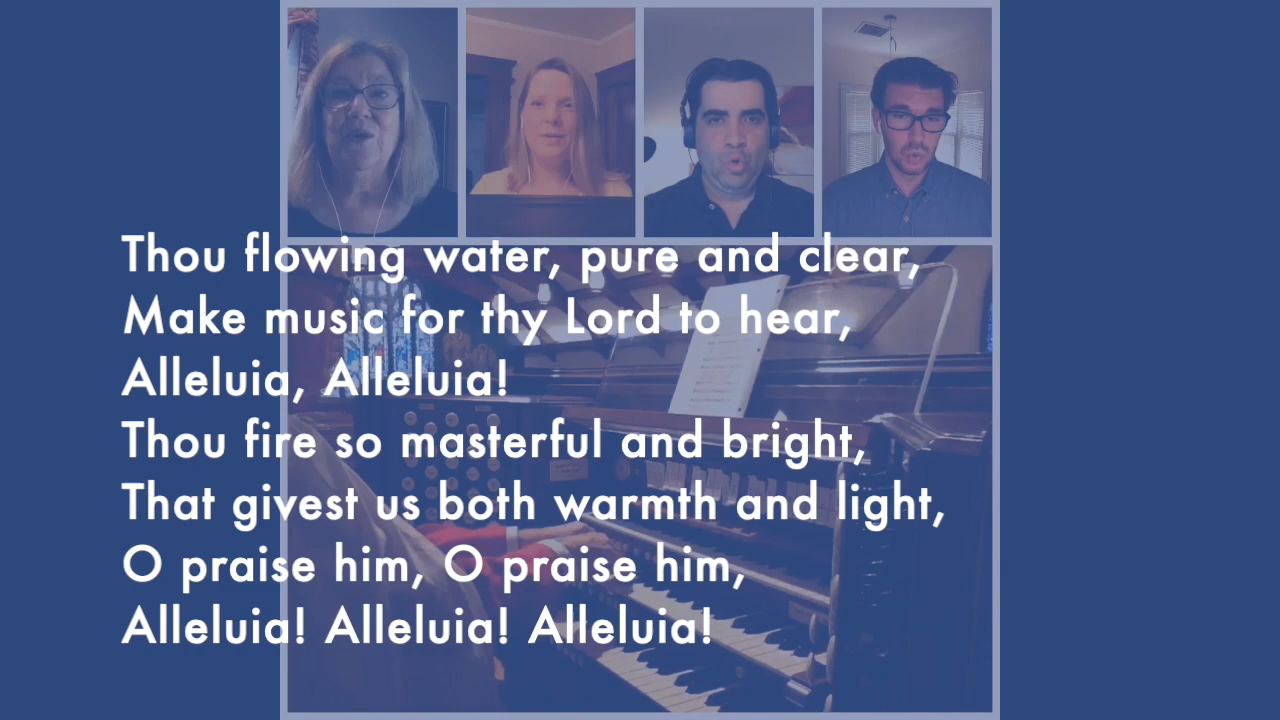 Thou flowing water, pure and clear,
Make music for thy Lord to hear,
Alleluia, Alleluia!
Thou fire so masterful and bright,
That givest us both warmth and light,
O praise him, O praise him,
Alleluia! Alleluia! Alleluia!